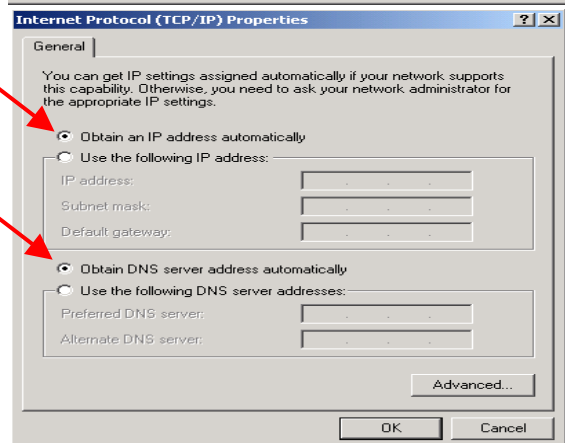 Internet Protocol (TCP/IP) Properties
General
You can get IP settings assigned automatically if your network supports
this capability. Otherwise, you need to ask your network administrator for
the appropriate IP settings.
Obtain an IP address automatically
Use the following IP address:
IP address:
Subnet mask:
Default gateway:
Obtain DNS server address automatically
Use the following DNS server addresses:
Preferred DNS server:
Alternate DNS server:
Advanced...
OK Cancel